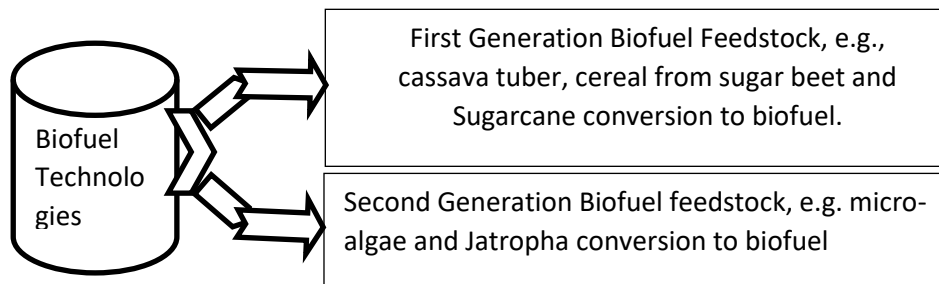 Biofuel
Technolo
gies
First Generation Biofuel Feedstock, e.g.,
cassava tuber, cereal from sugar beet and
Sugarcane conversion to biofuel.
Second Generation Biofuel feedstock, e.g. micro-
algae and Jatropha conversion to biofuel